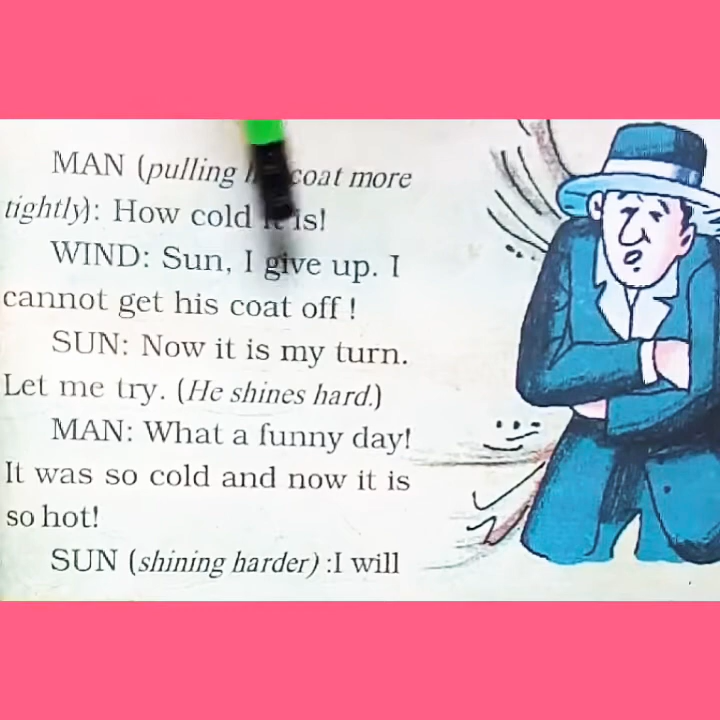 MAN (pulling coat more
tightly): How cold is!
WIND: Sun, I give up. I
cannot get his coat off !
SUN: Now it is my turn.
Let me try. (He shines hard.)
MAN: What a funny day!
It was so cold and now it is
so hot!
SUN (shining harder) :I will